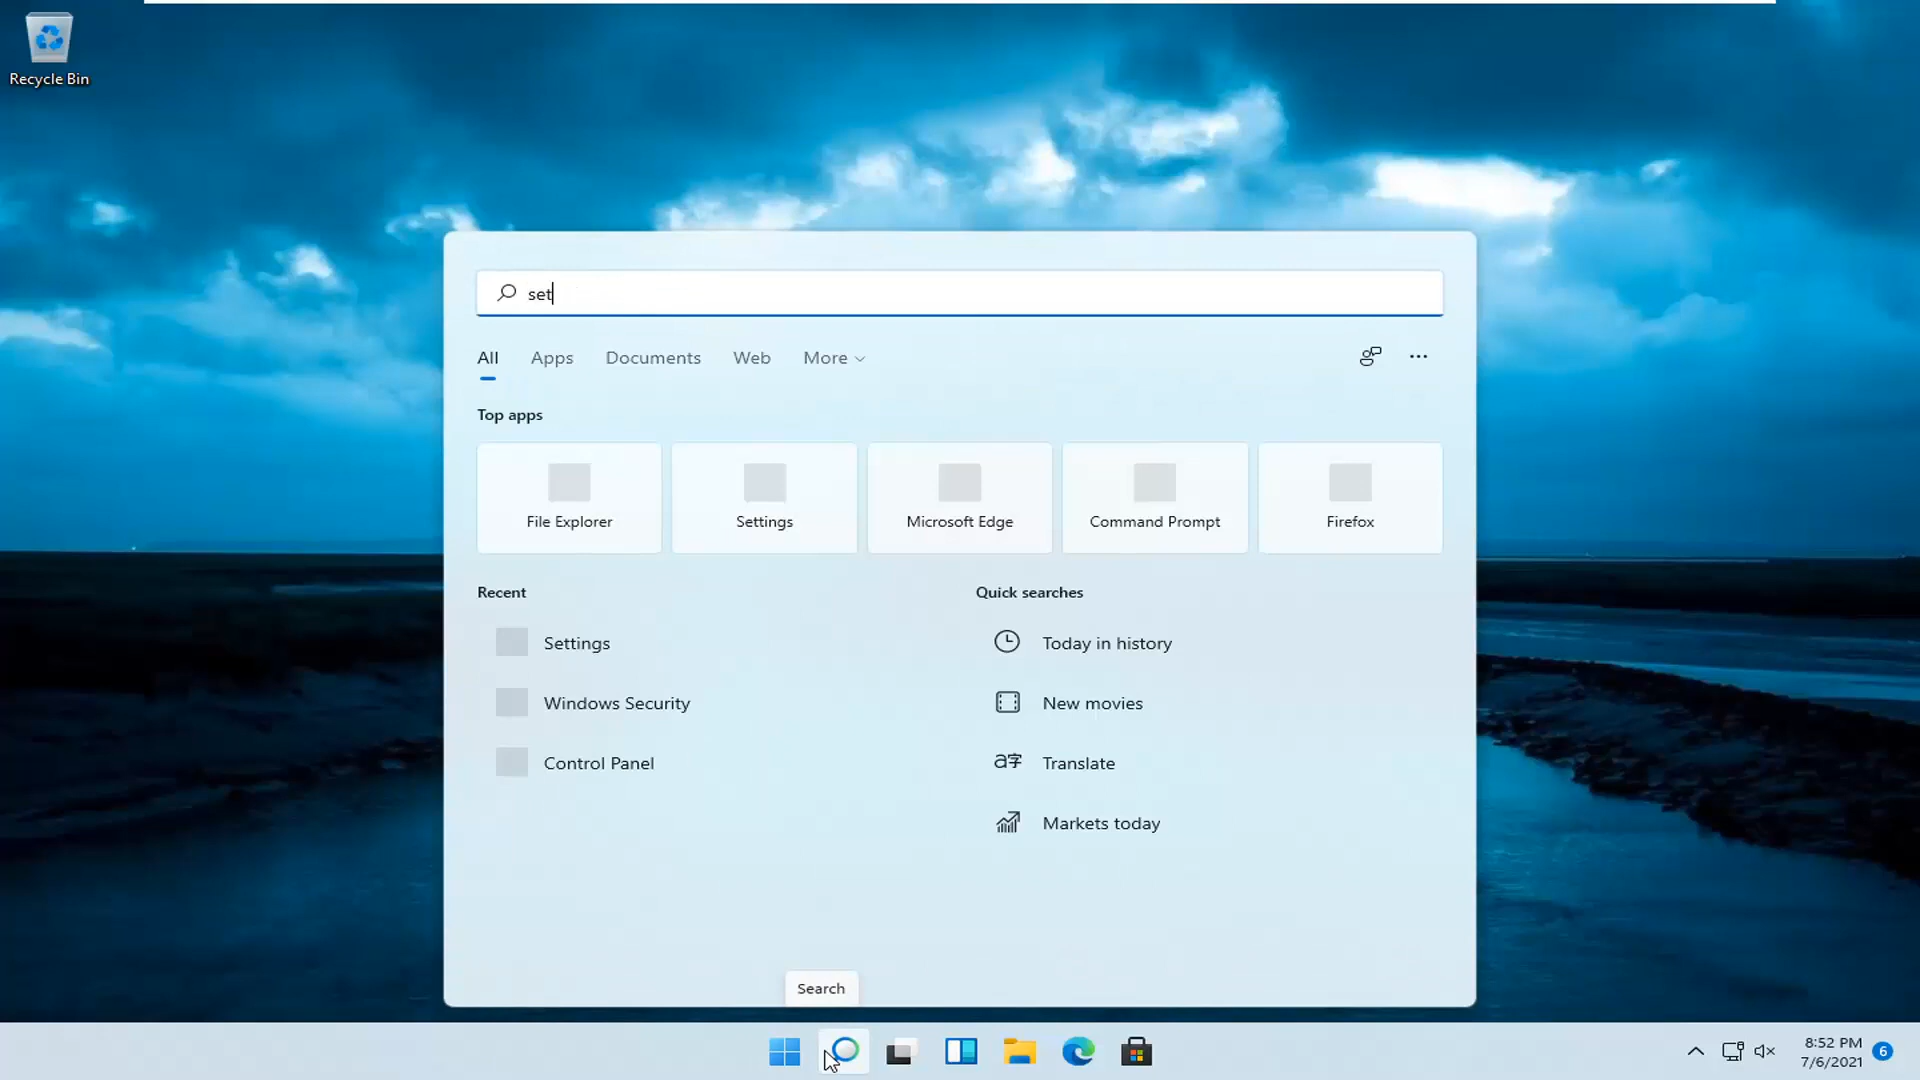 Recycle Bin
set
All Apps Documents Web More
Top apps
File Explorer Settings Microsoft Edge Command Prompt Firefox
Recent
Settings
Windows Security
Control Panel
Quick searches
Today in history
New movies
a字 Translate
Markets today
Search
8:52 PM
7/6/2021
6